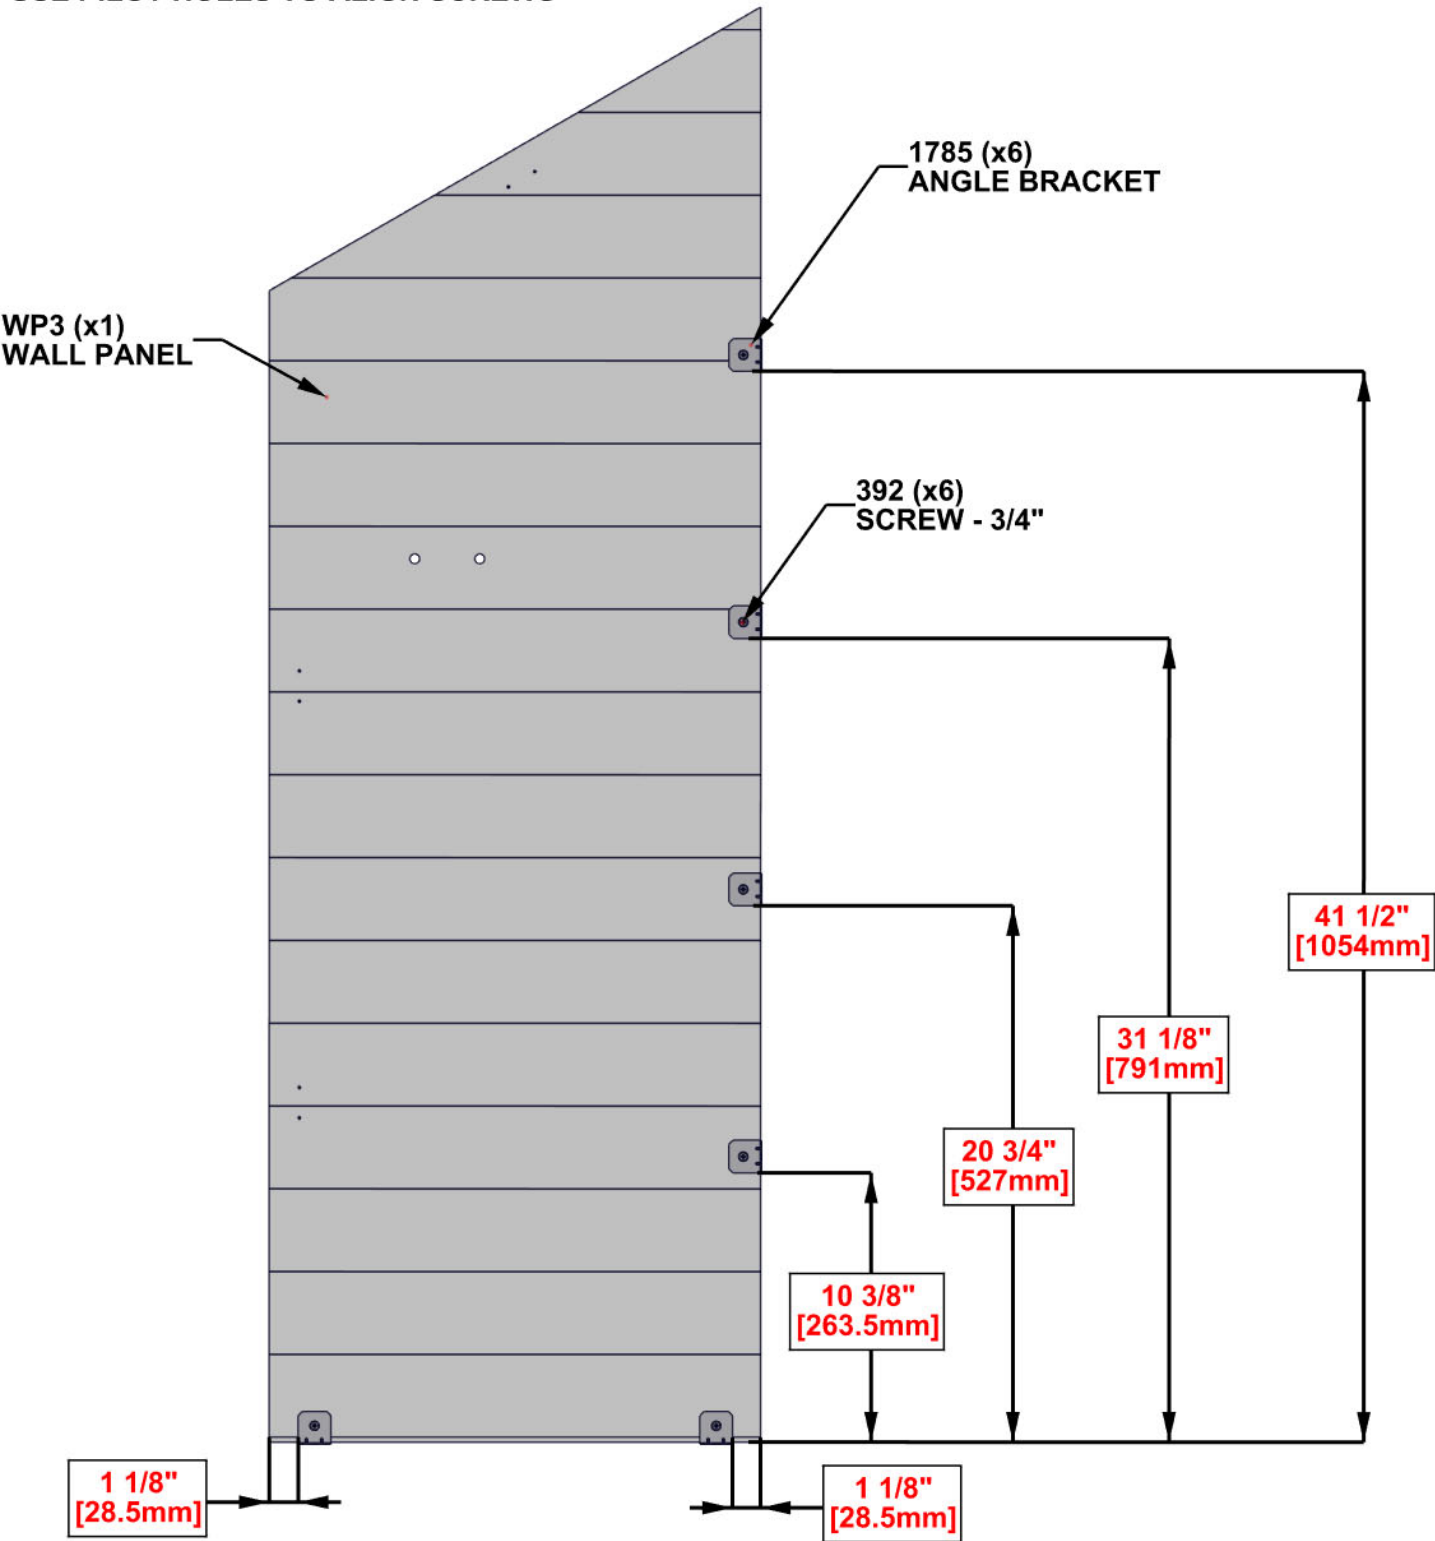 1785 (x6)
ANGLE BRACKET
WP3 (x1)
WALL PANEL
392 (x6)
SCREW - 3/4"
41 1/2"
[1054mm]
31 1/8"
[791mm]
20 3/4"
[527mm]
10 3/8"
[263.5mm]
1 1/8"
[28.5mm]
1 1/8"
[28.5mm]